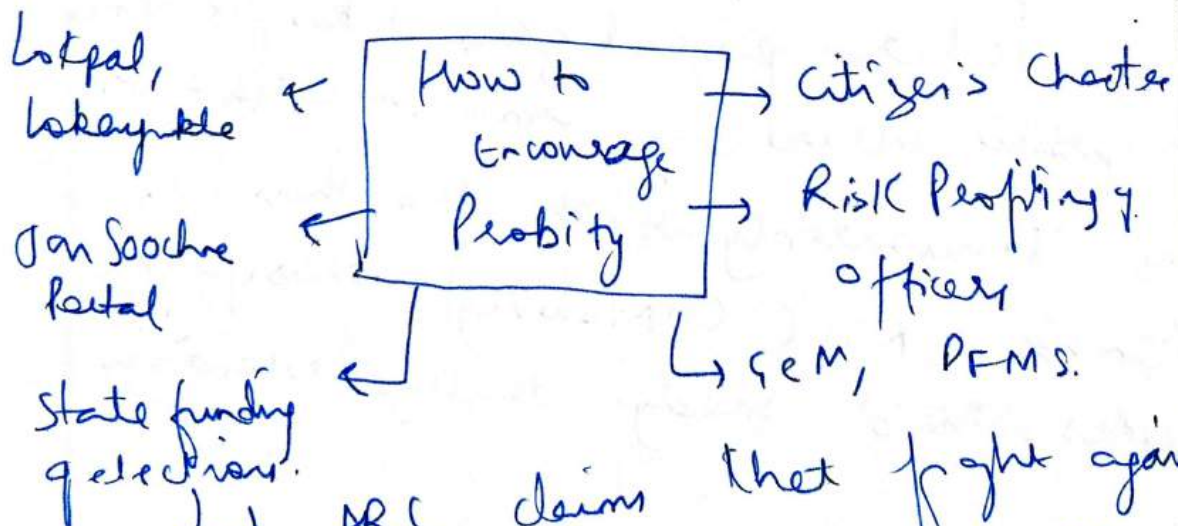 Lokpal,
Lokayukta
Jan Soochna
Portal
State funding
of elections.
How to
Encourage
Probity
Citizen's Charter
Risk Profiling of
officers
GeM, PFMS.
ARC claims that fight